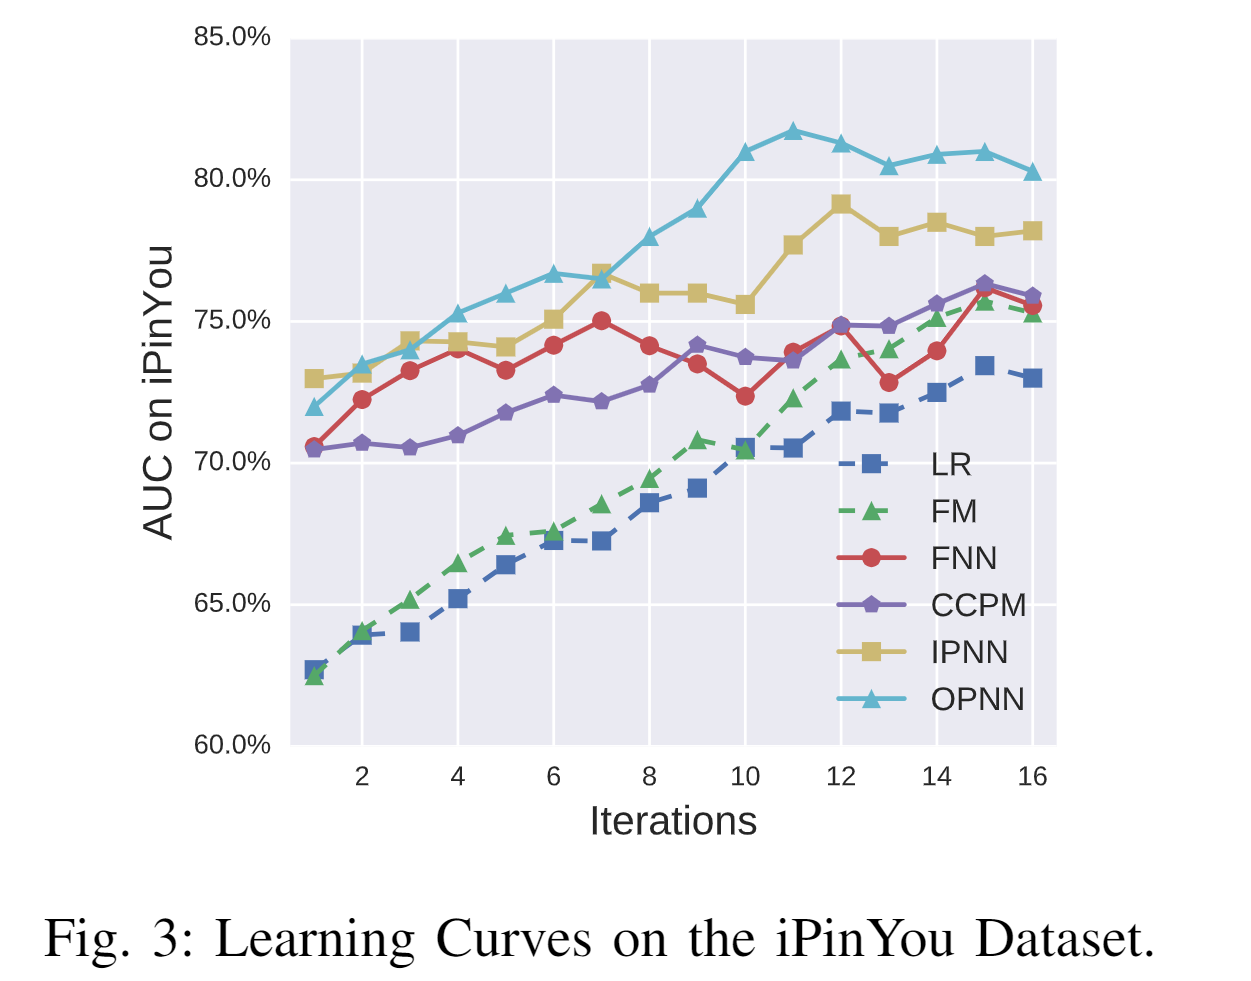 85.0%
80.0%
75.0%
70.0%
65.0%
60.0%
AUC on iPinYou
2 4 6 8 10 12 14 16
Iterations
LR
FM
FNN
CCPM
IPNN
OPNN
Fig. 3: Learning Curves on the iPinYou Dataset.